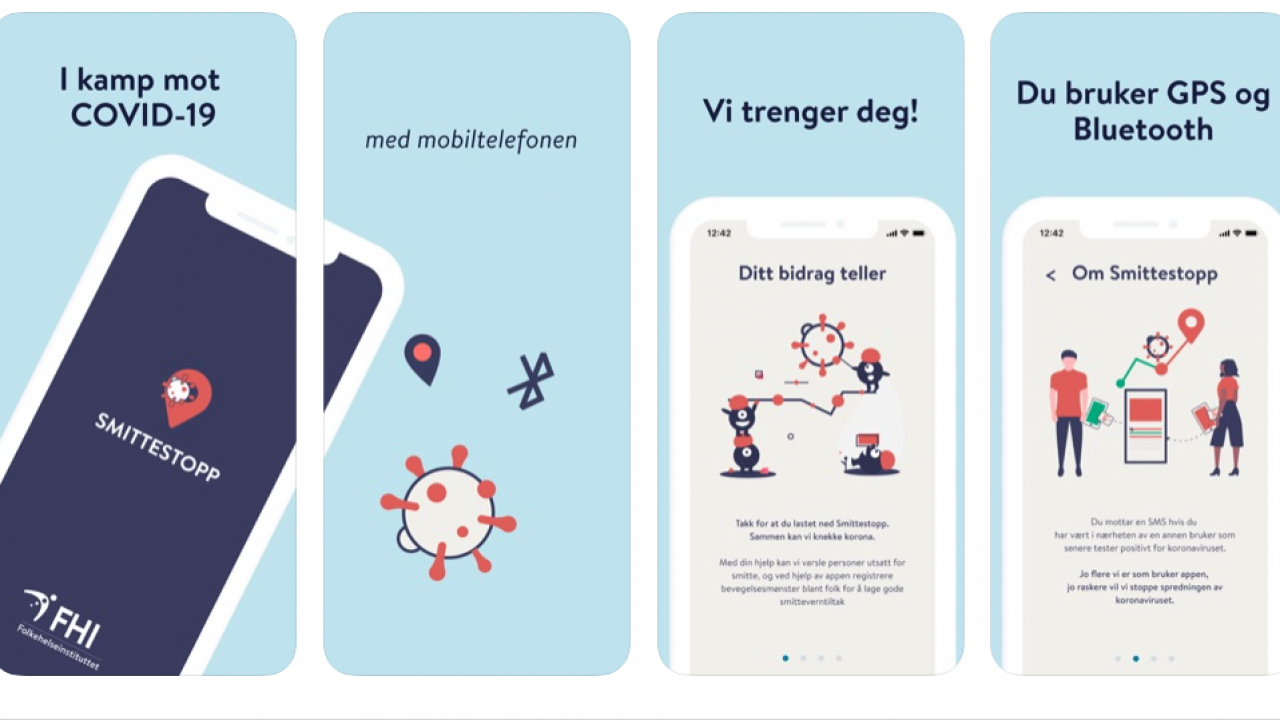 I kamp mot
COVID-19
SMITTESTOPP
FHI
Folkehelseinstituttet
med mobiltelefonen
Vi trenger deg!
12:42
Ditt bidrag teller
Takk for at du lastet ned Smittestopp.
Sammen kan vi knekke korona.
Med din hjelp kan vi varsle personer utsatt for
smitte, og ved hjelp av appen registrere
bevegelsesmønster blant folk for å lage gode
smitteverntiltak
Du bruker GPS og
Bluetooth
12:42
< Om Smittestopp
Du mottar en SMS hvis du
har vært i nærheten av en annen bruker som
senere tester positivt for koronaviruset.
Jo flere vi er som bruker appen,
jo raskere vil vi stoppe spredningen av
koronaviruset.